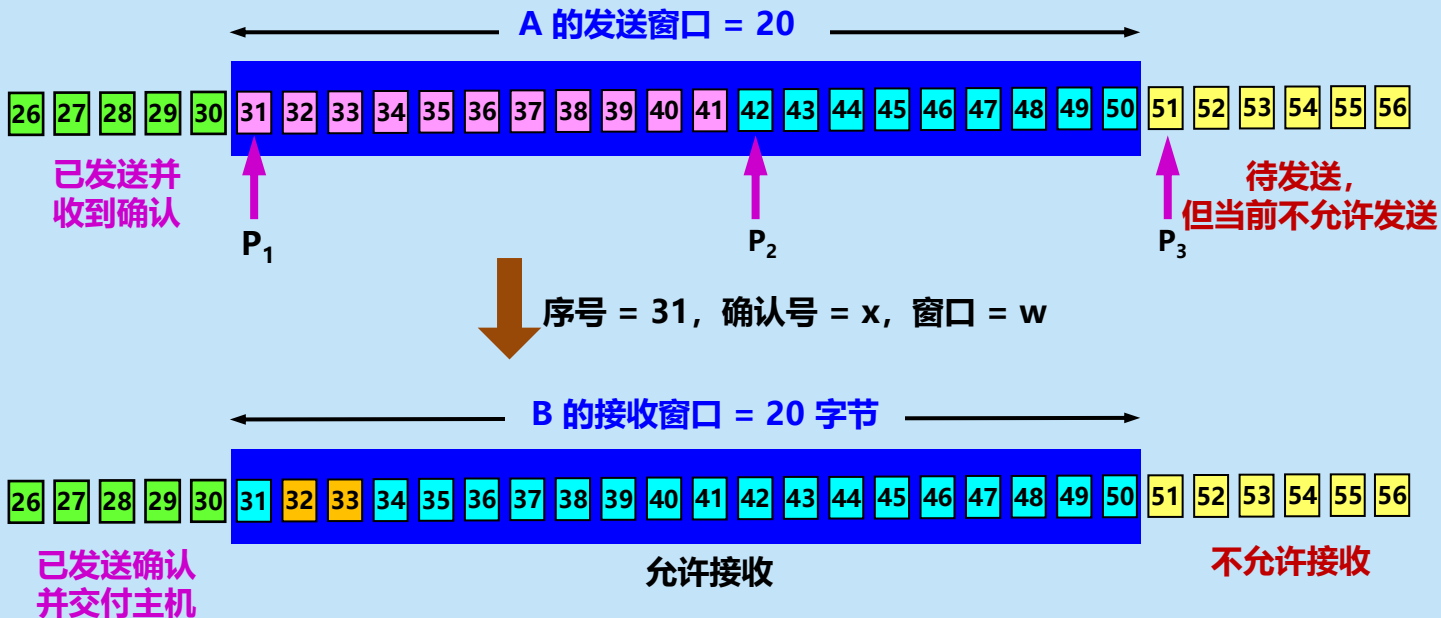 A 的发送窗口 = 20
26 27 28 29 30 31 32 33 34 35 36 37 38 39 40 41 42 43 44 45 46 47 48 49 50 51 52 53 54 55 56
已发送并
收到确认
待发送，
但当前不允许发送
P1
P2
P3
序号 = 31，确认号 = x，窗口 = w
B 的接收窗口 = 20 字节
26 27 28 29 30 31 32 33 34 35 36 37 38 39 40 41 42 43 44 45 46 47 48 49 50 51 52 53 54 55 56
已发送确认
并交付主机
允许接收
不允许接收